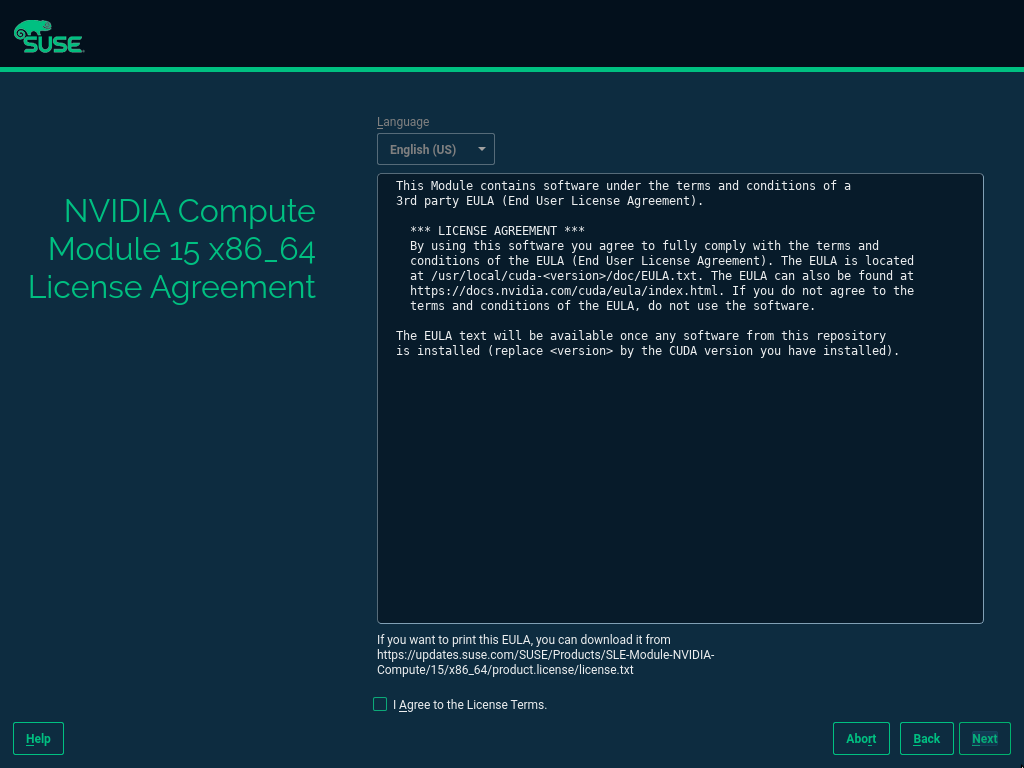 SUSE
Language
English (US)
NVIDIA Compute
Module 15 x86_64
License Agreement
This Module contains software under the terms and conditions of a
3rd party EULA (End User License Agreement).
*** LICENSE AGREEMENT ***
By using this software you agree to fully comply with the terms and
conditions of the EULA (End User License Agreement). The EULA is located
at /usr/local/cuda-<version>/doc/EULA.txt. The EULA can also be found at
https://docs.nvidia.com/cuda/eula/index.html. If you do not agree to the
terms and conditions of the EULA, do not use the software.
The EULA text will be available once any software from this repository
is installed (replace <version> by the CUDA version you have installed).
If you want to print this EULA, you can download it from
https://updates.suse.com/SUSE/Products/SLE-Module-NVIDIA-
Compute/15/x86_64/product.license/license.txt
I Agree to the License Terms.
Help
Abort
Back
Next